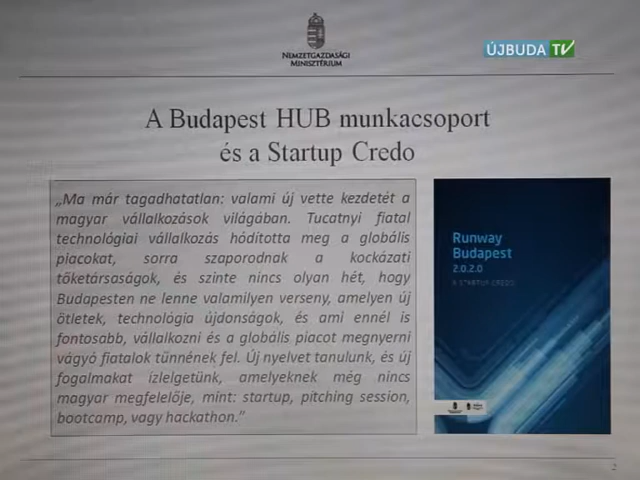 NEMZETGAZDASÁGI
MINISZTÉRIUM
ÚJBUDA TV
A Budapest HUB munkacsoport
és a Startup Credo
„Ma már tagadhatatlan: valami új vette kezdetét a
magyar vállalkozások világában. Tucatnyi fiatal
technológiai vállalkozás hódította meg a globális
piacokat, sorra szaporodnak a kockázati
tőketársaságok, és szinte nincs olyan hét, hogy
Budapesten ne lenne valamilyen verseny, amelyen új
ötletek, technológia újdonságok, és ami ennél is
fontosabb, vállalkozni és a globális piacot megnyerni
vágyó fiatalok tűnnének fel. Új nyelvet tanulunk, és új
fogalmakat ízlelgetünk, amelyeknek még nincs
magyar megfelelője, mint: startup, pitching session,
bootcamp, vagy hackathon.”
Runway
Budapest
2.0.2.0
A STARTUP CREDO
2